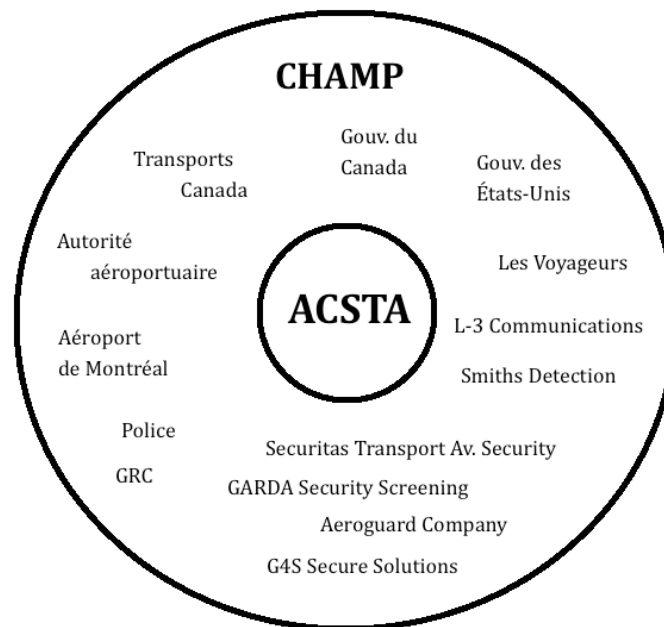 CHAMP
Gouv. du
Canada
Transports
Canada
Gouv. des
États-Unis
Autorité
aéroportuaire
Les Voyageurs
ACSTA
L-3 Communications
Aéroport
de Montréal
Smiths Detection
Police
Securitas Transport Av. Security
GRC
GARDA Security Screening
Aeroguard Company
G4S Secure Solutions